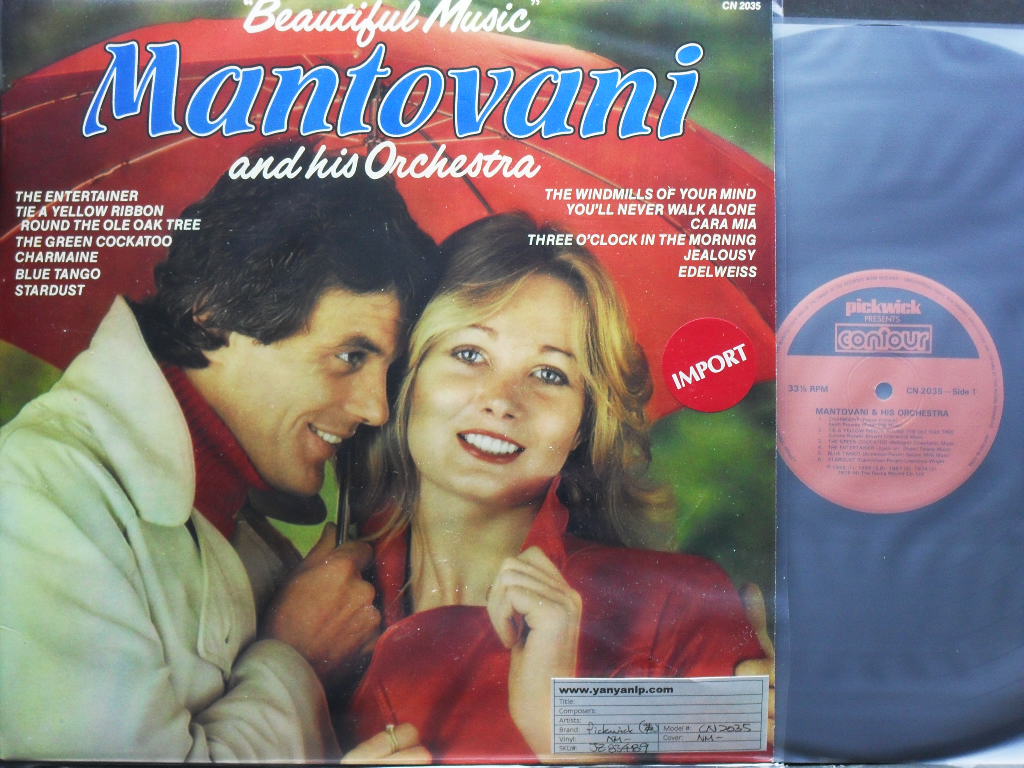 "Beautiful Music"
CN 2035
Mantovani
and his Orchestra
THE ENTERTAINER
TIE A YELLOW RIBBON
ROUND THE OLE OAK TREE
THE GREEN COCKATOO
CHARMAINE
BLUE TANGO
STARDUST
THE WINDMILLS OF YOUR MIND
YOU'LL NEVER WALK ALONE
CARA MIA
THREE O'CLOCK IN THE MORNING
JEALOUSY
EDELWEISS
IMPORT
pickwick
PRESENTS
contour
33⅓ RPM
CN 2035 — Side 1
MANTOVANI & HIS ORCHESTRA
www.yanyanlp.com
Title:
Composers:
Artists:
Brand: Pickwick
Model #: CN2035
Vinyl: NM-
Cover: NM-
SKU#: